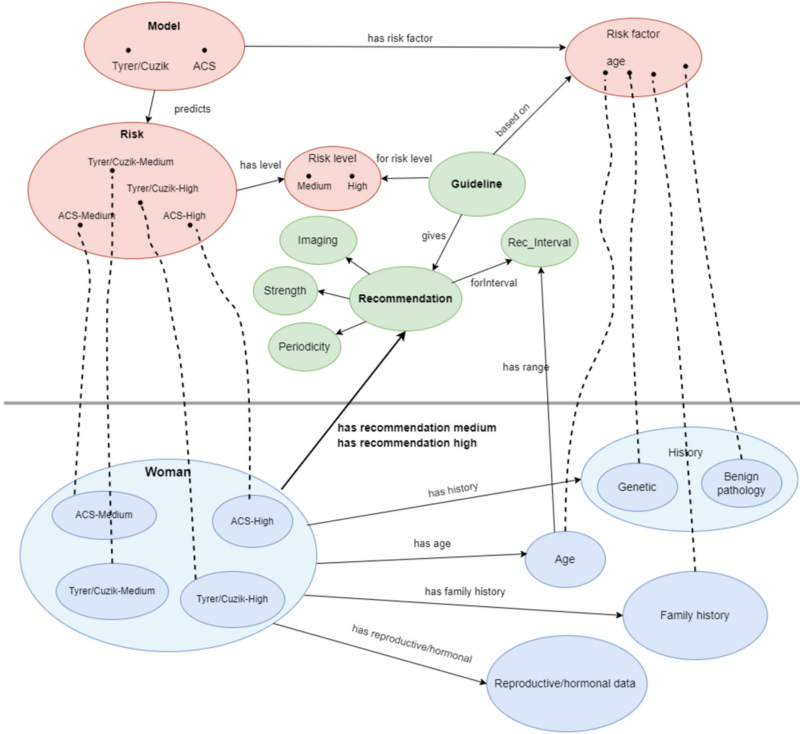 Model
Tyrer/Cuzik
ACS
has risk factor
Risk factor
age
predicts
Risk
Tyrer/Cuzik-Medium
Tyrer/Cuzik-High
ACS-Medium
ACS-High
has level
Risk level
Medium
High
for risk level
based on
Guideline
gives
Imaging
Rec_Interval
Strength
Recommendation
forInterval
Periodicity
has range
has recommendation medium
has recommendation high
Woman
ACS-Medium
ACS-High
Tyrer/Cuzik-Medium
Tyrer/Cuzik-High
has history
History
Genetic
Benign
pathology
has age
Age
has family history
Family history
has reproductive/hormonal
Reproductive/hormonal data